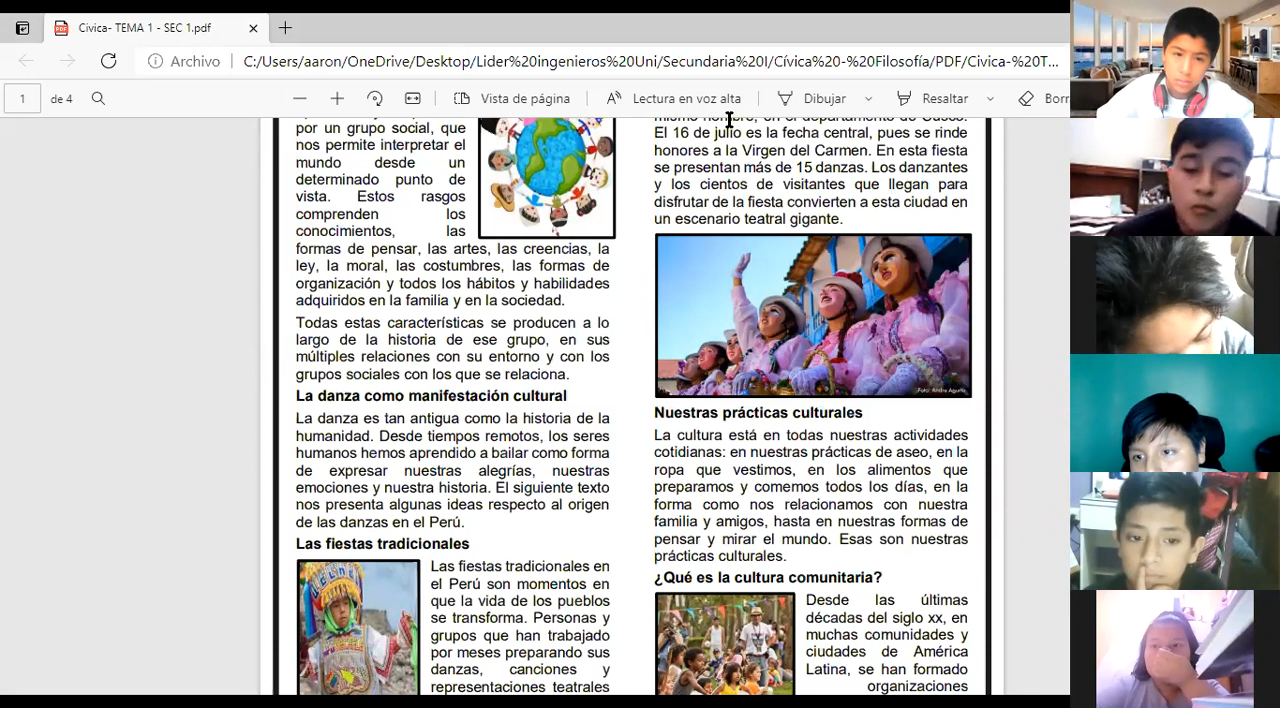 Civica- TEMA 1 - SEC 1.pdf
Archivo
C:/Users/aaron/OneDrive/Desktop/Lider%20ingenieros%20Uni/Secundaria%20I/Cívica%20-%20Filosofía/PDF/Civica-%20T...
1
de 4
Vista de página
Lectura en voz alta
Dibujar
Resaltar
Borr
por un grupo social, que
nos permite interpretar el
mundo desde un
determinado punto de
vista. Estos rasgos
comprenden los
conocimientos, las
formas de pensar, las artes, las creencias, la
ley, la moral, las costumbres, las formas de
organización y todos los hábitos y habilidades
adquiridos en la familia y en la sociedad.
Todas estas características se producen a lo
largo de la historia de ese grupo, en sus
múltiples relaciones con su entorno y con los
grupos sociales con los que se relaciona.
La danza como manifestación cultural
La danza es tan antigua como la historia de la
humanidad. Desde tiempos remotos, los seres
humanos hemos aprendido a bailar como forma
de expresar nuestras alegrías, nuestras
emociones y nuestra historia. El siguiente texto
nos presenta algunas ideas respecto al origen
de las danzas en el Perú.
Las fiestas tradicionales
Las fiestas tradicionales en
el Perú son momentos en
que la vida de los pueblos
se transforma. Personas y
grupos que han trabajado
por meses preparando sus
danzas, canciones y
representaciones teatrales
mismo nombre, en el departamento de Cusco.
El 16 de julio es la fecha central, pues se rinde
honores a la Virgen del Carmen. En esta fiesta
se presentan más de 15 danzas. Los danzantes
y los cientos de visitantes que llegan para
disfrutar de la fiesta convierten a esta ciudad en
un escenario teatral gigante.
Nuestras prácticas culturales
La cultura está en todas nuestras actividades
cotidianas: en nuestras prácticas de aseo, en la
ropa que vestimos, en los alimentos que
preparamos y comemos todos los días, en la
forma como nos relacionamos con nuestra
familia y amigos, hasta en nuestras formas de
pensar y mirar el mundo. Esas son nuestras
prácticas culturales.
¿Qué es la cultura comunitaria?
Desde las últimas
décadas del siglo xx, en
muchas comunidades y
ciudades de América
Latina, se han formado
organizaciones